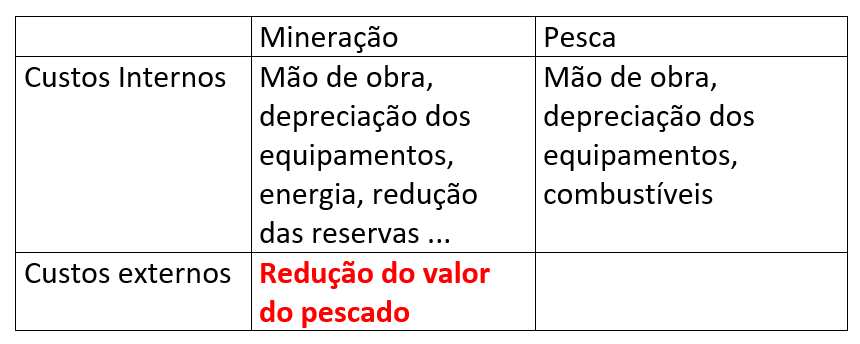 Mineração
Pesca
Custos Internos
Mão de obra,
depreciação dos
equipamentos,
energia, redução
das reservas ...
Mão de obra,
depreciação dos
equipamentos,
combustíveis
Custos externos
Redução do valor
do pescado